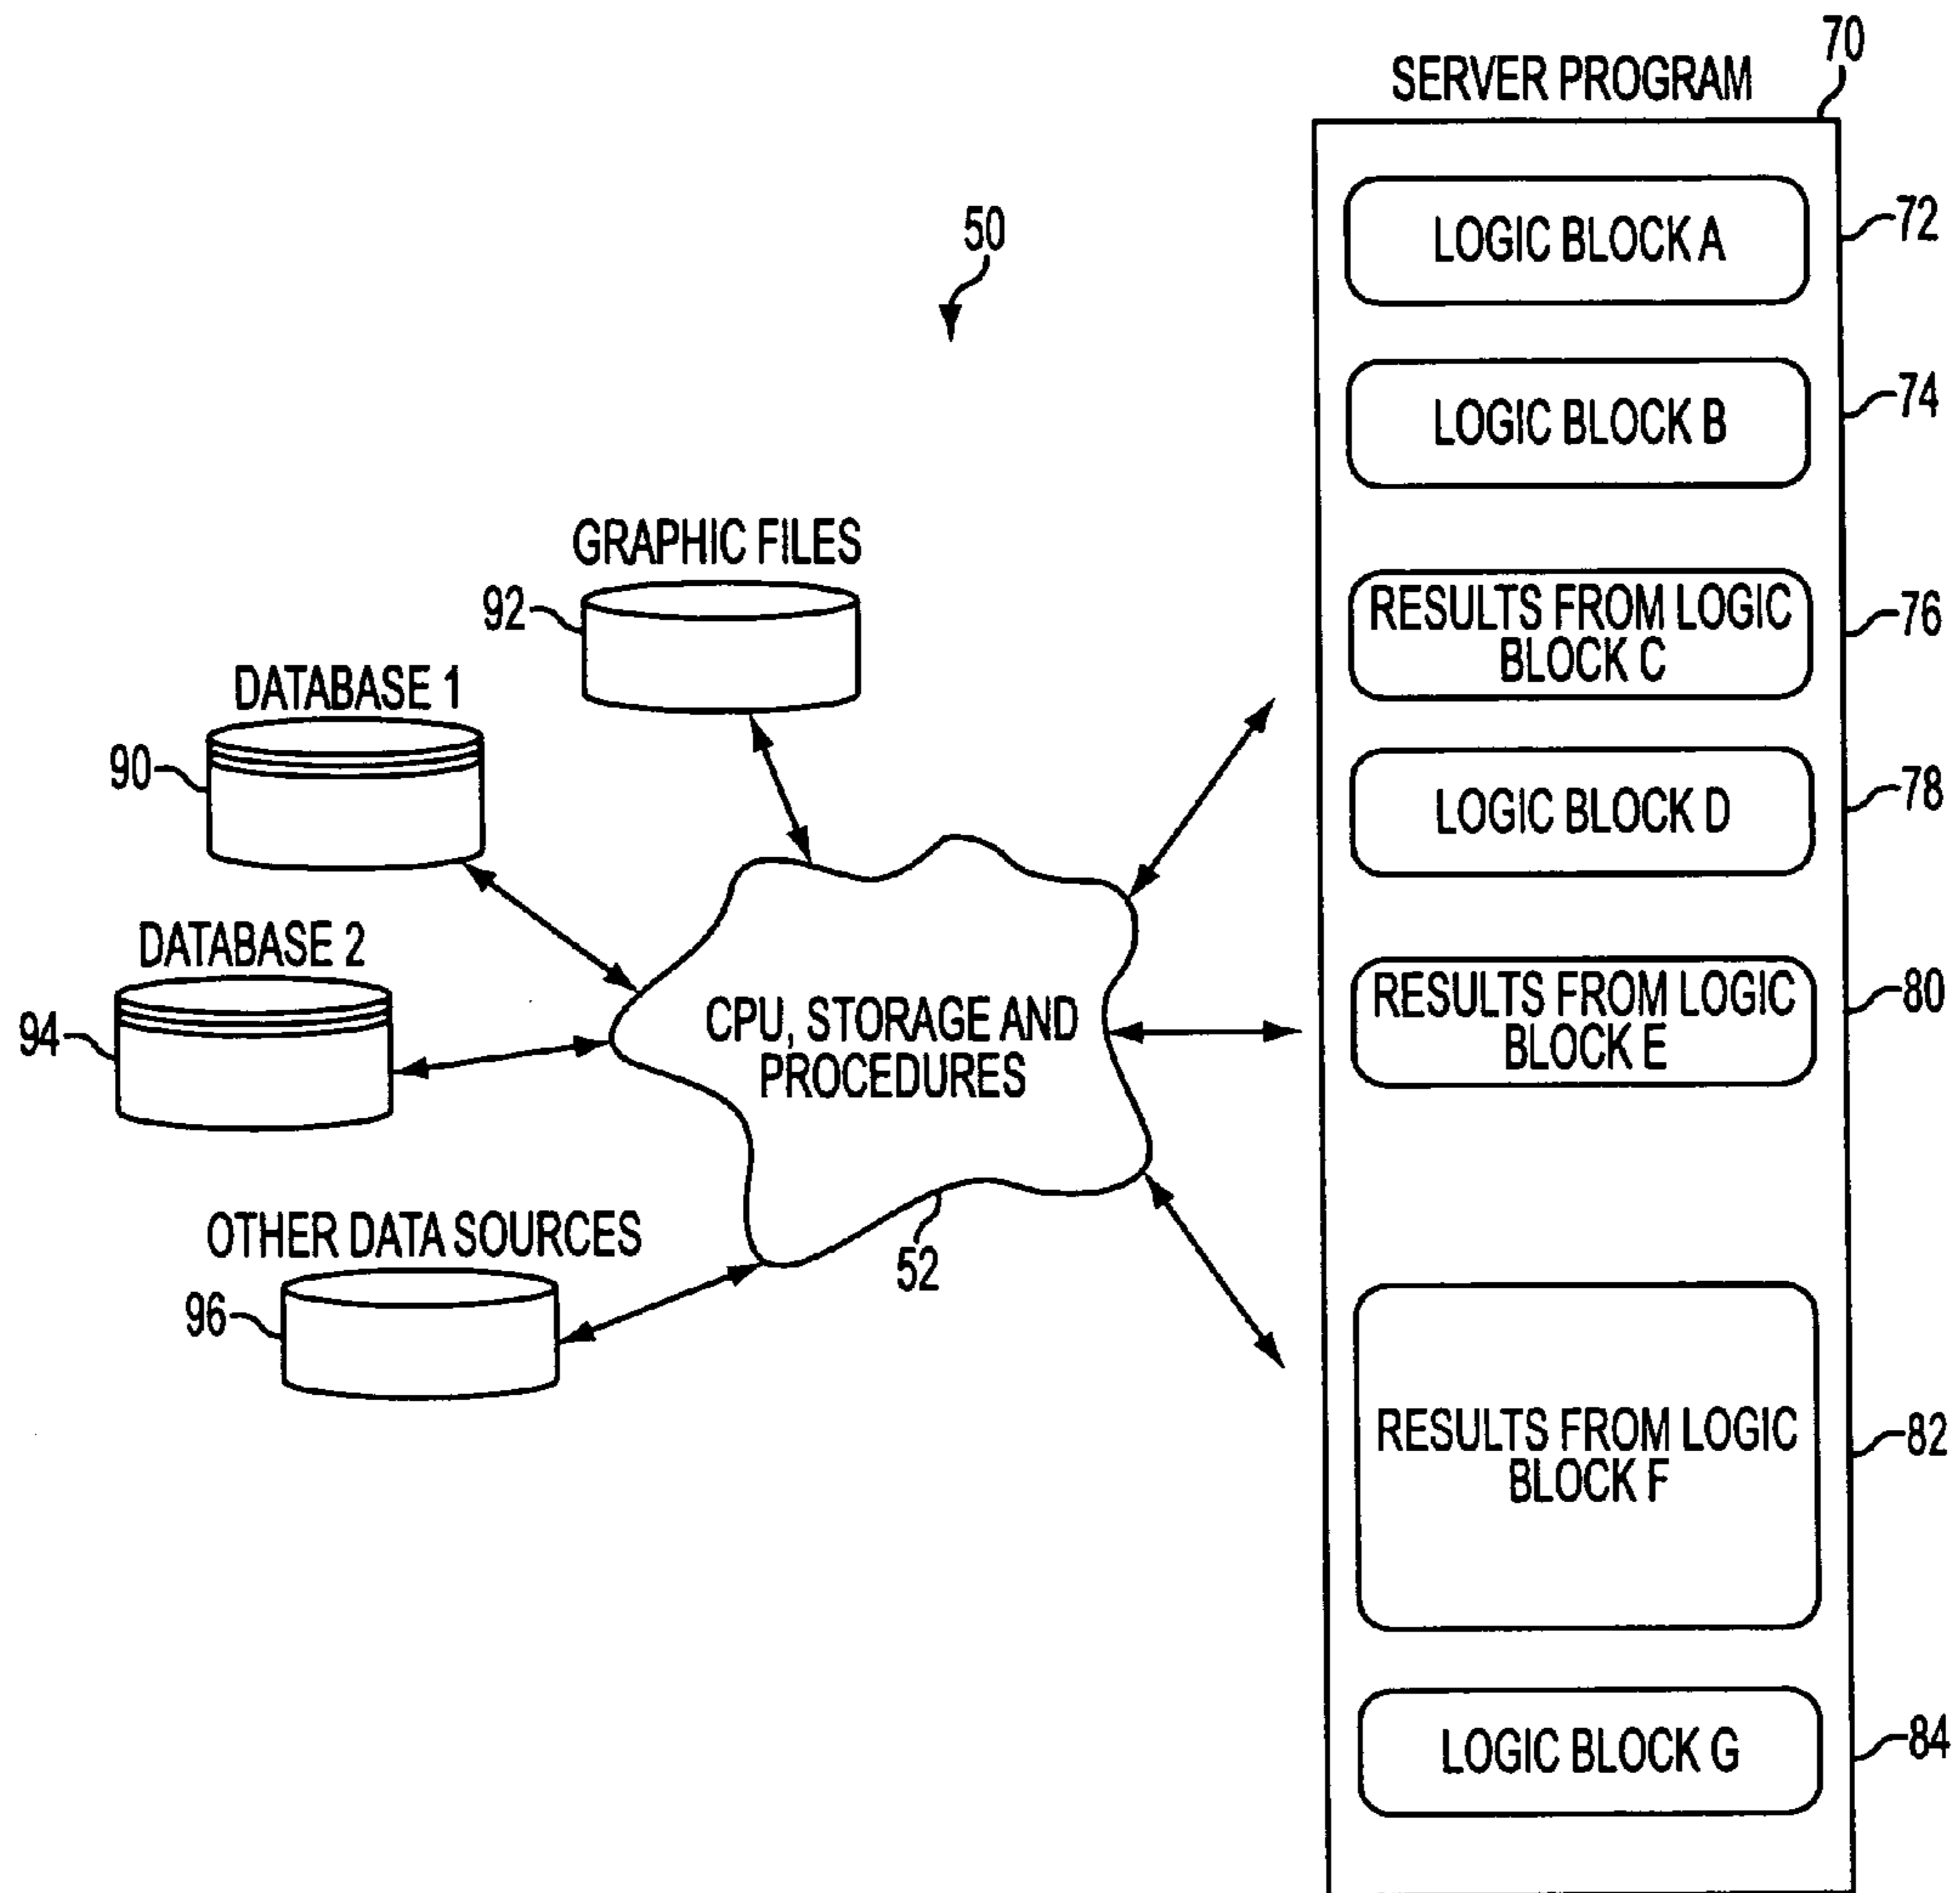 70
SERVER PROGRAM
LOGIC BLOCK A
72
50
LOGIC BLOCK B
74
GRAPHIC FILES
92
RESULTS FROM LOGIC
BLOCK C
76
DATABASE 1
90
LOGIC BLOCK D
78
DATABASE 2
94
CPU, STORAGE AND
PROCEDURES
RESULTS FROM LOGIC
BLOCK E
80
OTHER DATA SOURCES
96
52
RESULTS FROM LOGIC
BLOCK F
82
LOGIC BLOCK G
84